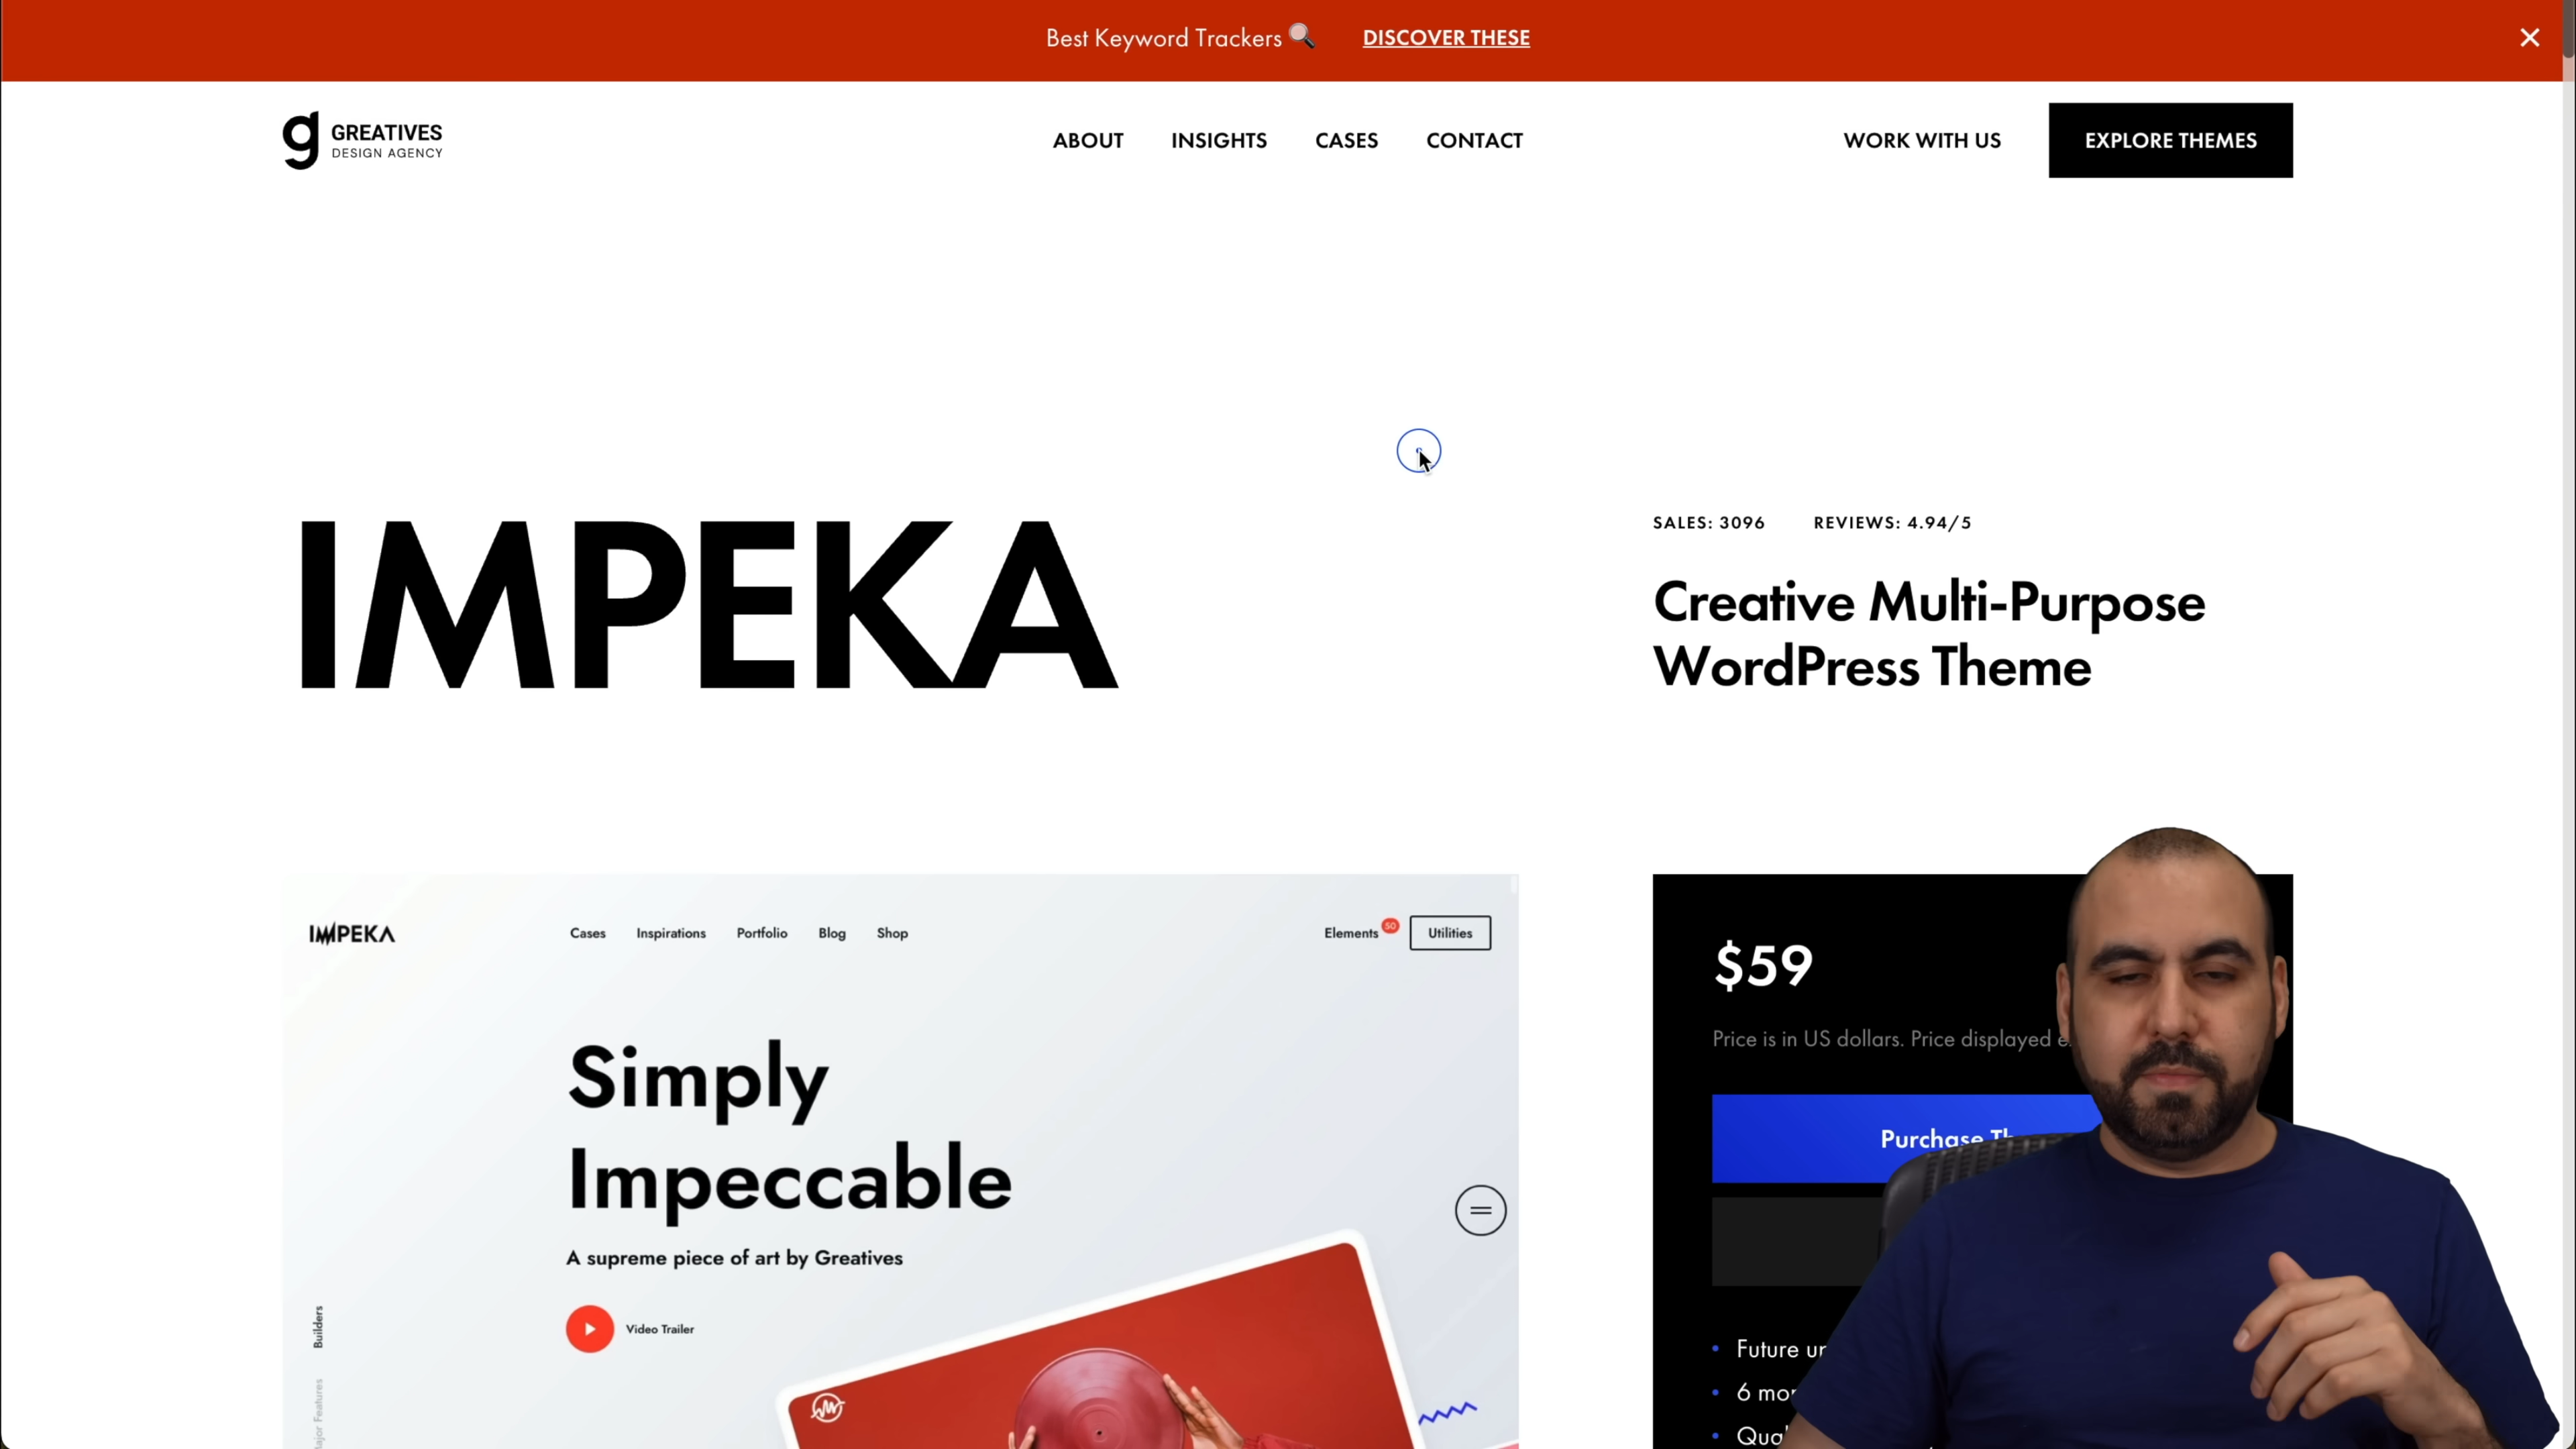 Best Keyword Trackers DISCOVER THESE
GREATIVES
DESIGN AGENCY
ABOUT INSIGHTS CASES CONTACT
WORK WITH US EXPLORE THEMES
IMPEKA
SALES: 3096 REVIEWS: 4.94/5
Creative Multi-Purpose
WordPress Theme
IMPEKA
Cases Inspirations Portfolio Blog Shop
Elements 50 Utilities
Simply
Impeccable
A supreme piece of art by Greatives
Video Trailer
Builders
Features
$59
Price is in US dollars. Price displayed
Purchase
Future
6